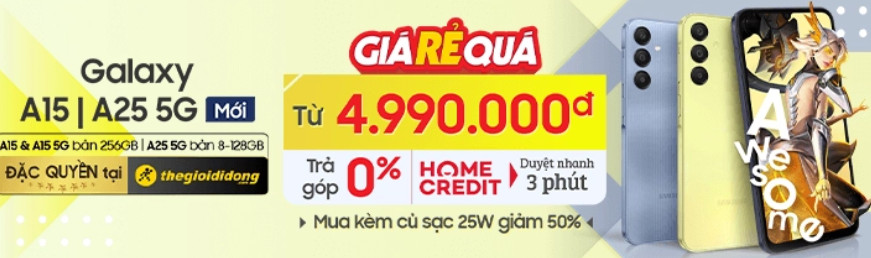 Galaxy
A15 | A25 5G Mới
A15 & A15 5G bản 256GB | A25 5G bản 8-128GB
ĐẶC QUYỀN tại thegioididong.com
GIÁ RẺ QUÁ
Từ 4.990.000đ
Trả góp 0%
HOME CREDIT
Duyệt nhanh
3 phút
Mua kèm củ sạc 25W giảm 50%
Awesome